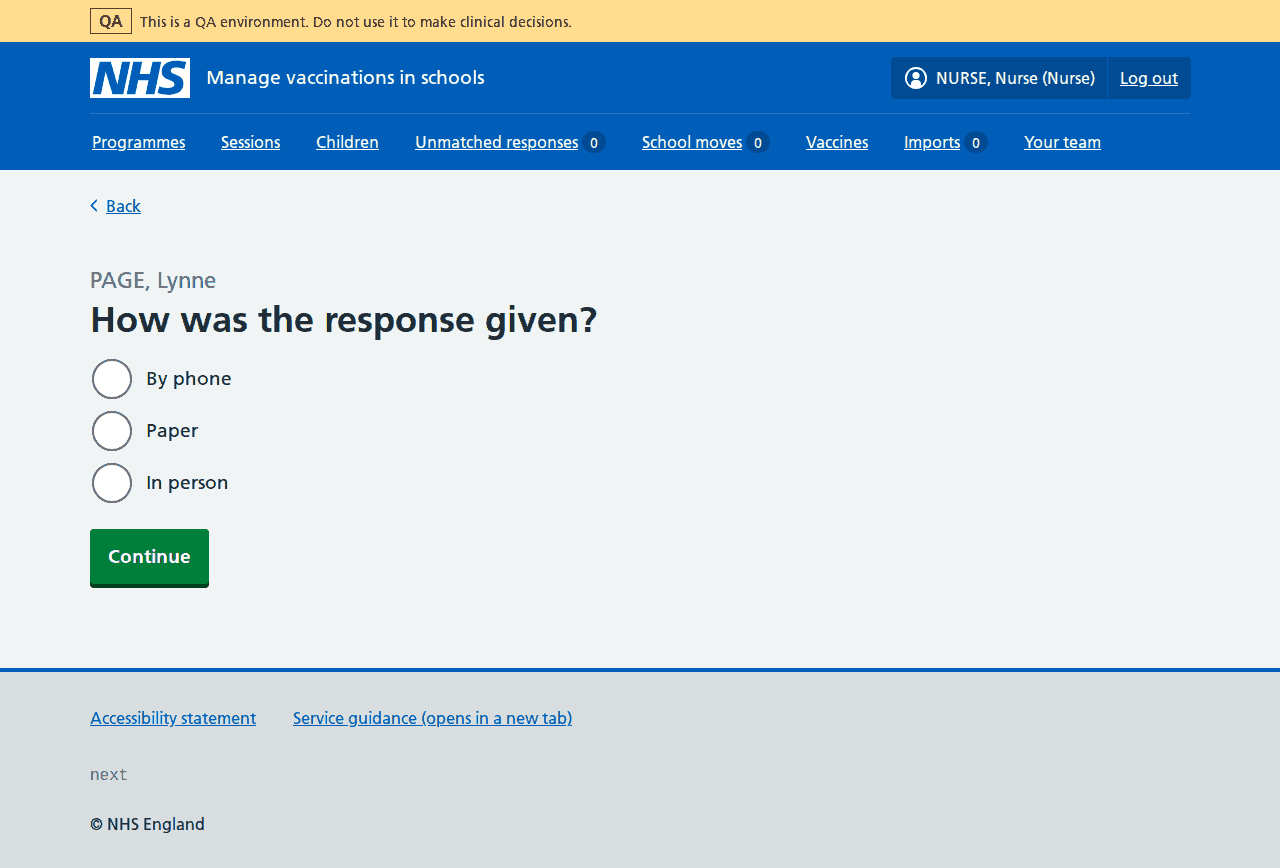 QA This is a QA environment. Do not use it to make clinical decisions.
NHS Manage vaccinations in schools NURSE, Nurse (Nurse) Log out
Programmes Sessions Children Unmatched responses 0 School moves 0 Vaccines Imports 0 Your team
Back
PAGE, Lynne
How was the response given?
By phone
Paper
In person
Continue
Accessibility statement Service guidance (opens in a new tab)
next
© NHS England